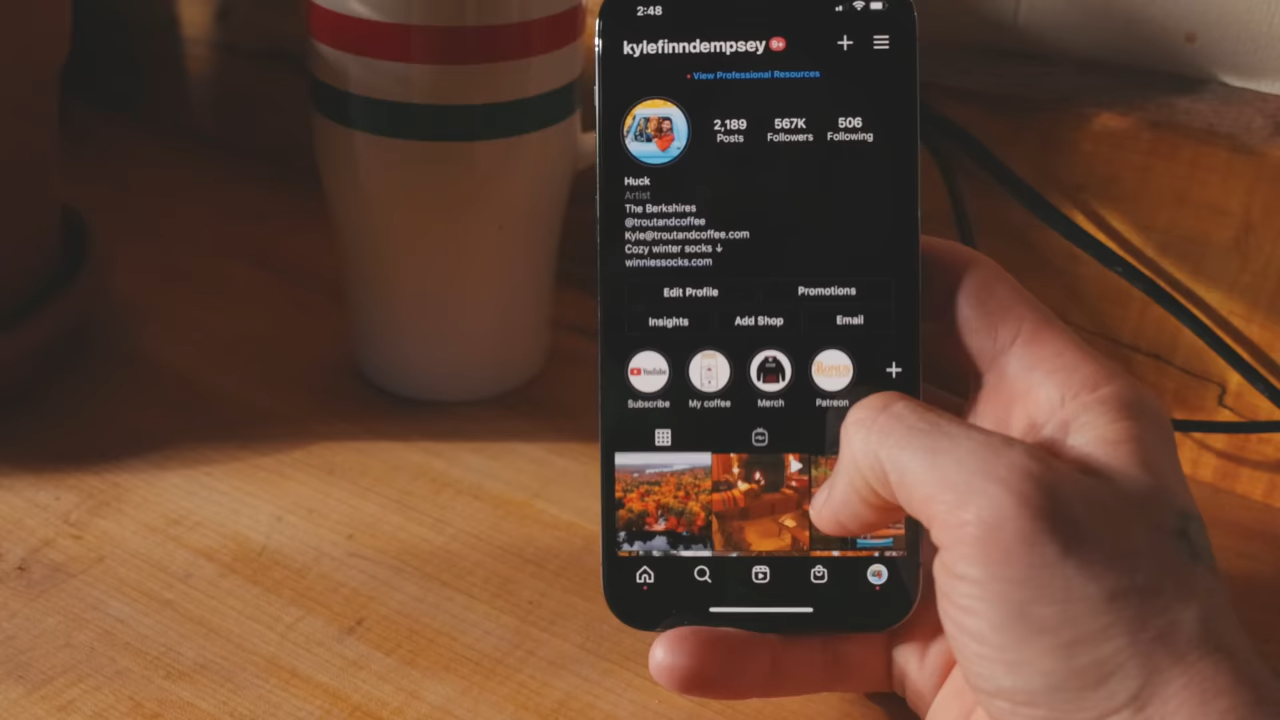 2:48
kylefinndempsey 9+
View Professional Resources
2,189 567K 506
Posts Followers Following
Huck
Artist
The Berkshires
@troutandcoffee
Kyle@troutandcoffee.com
Cozy winter socks ↓
winniessocks.com
Edit Profile Promotions
Insights Add Shop Email
YouTube BONUS
Subscribe My coffee Merch Patreon